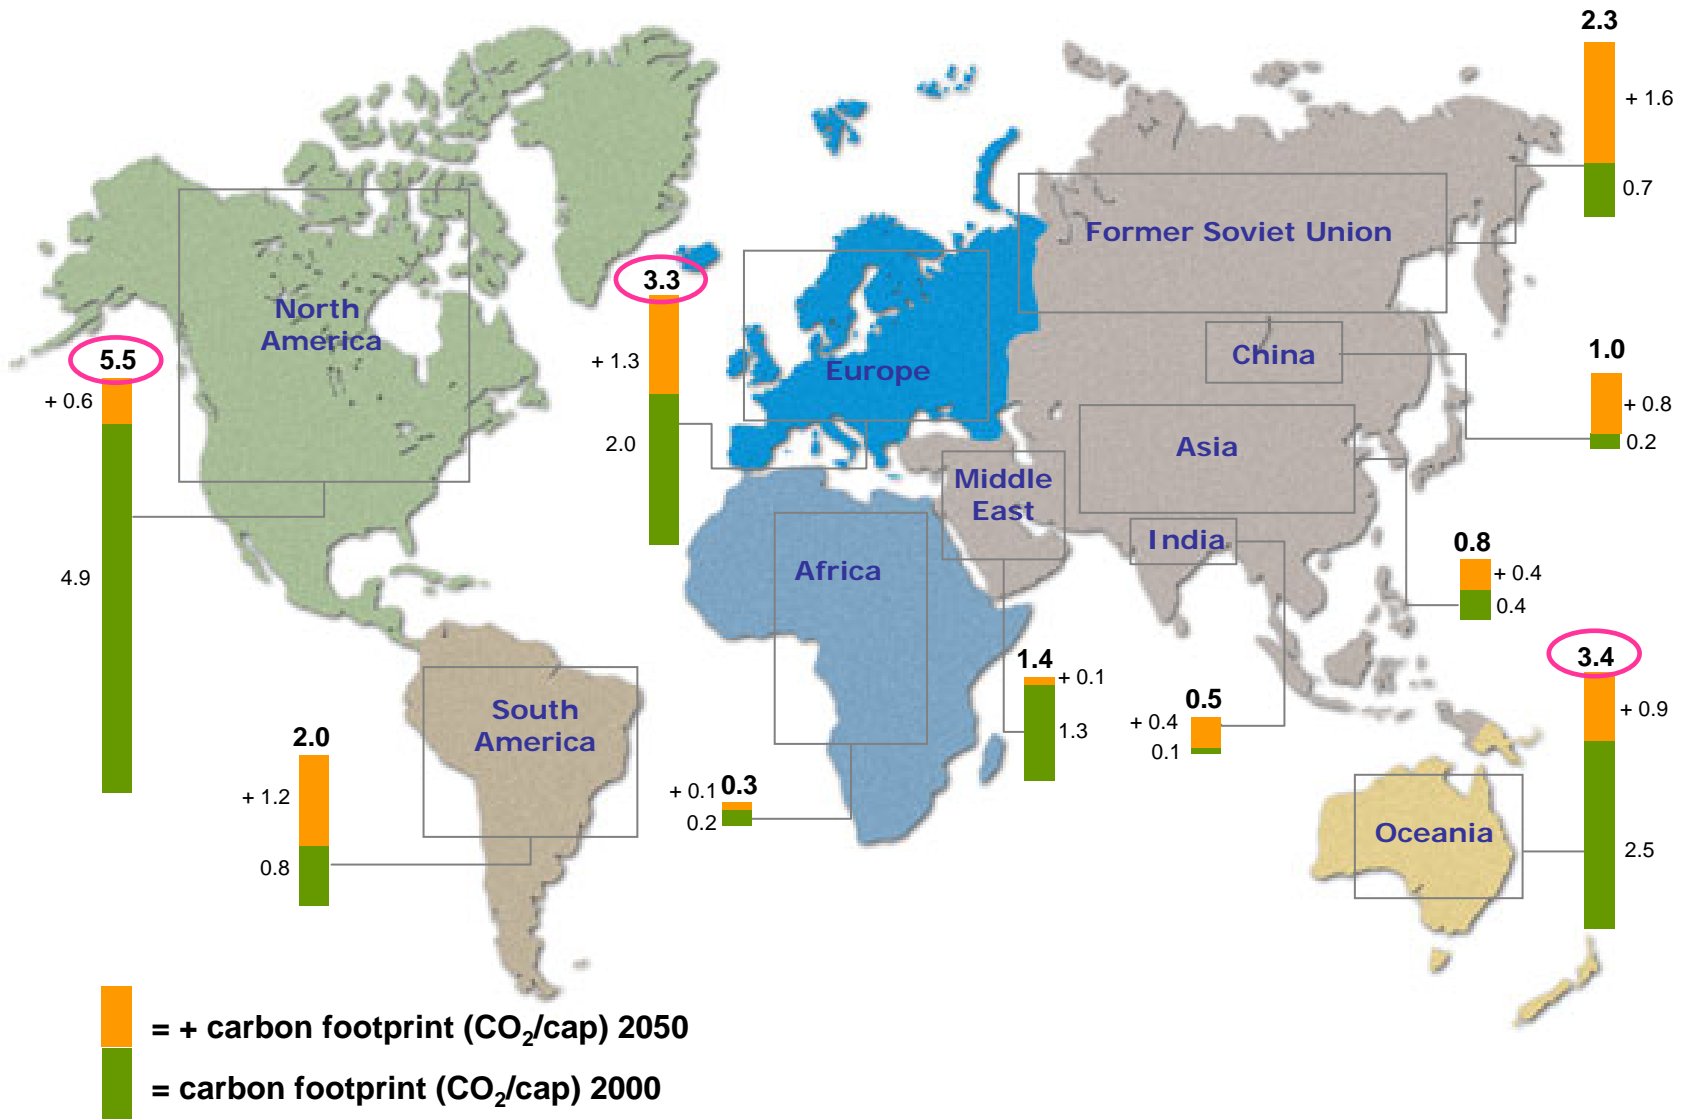 2.3
+ 1.6
0.7
Former Soviet Union
3.3
+ 1.3
2.0
North
America
5.5
+ 0.6
4.9
Europe
China
1.0
+ 0.8
0.2
Asia
Middle
East
India
0.8
+ 0.4
0.4
Africa
1.4
+ 0.1
1.3
0.5
+ 0.4
0.1
3.4
+ 0.9
2.5
South
America
2.0
+ 1.2
0.8
+ 0.1 0.3
0.2
Oceania
= + carbon footprint (CO₂/cap) 2050
= carbon footprint (CO₂/cap) 2000